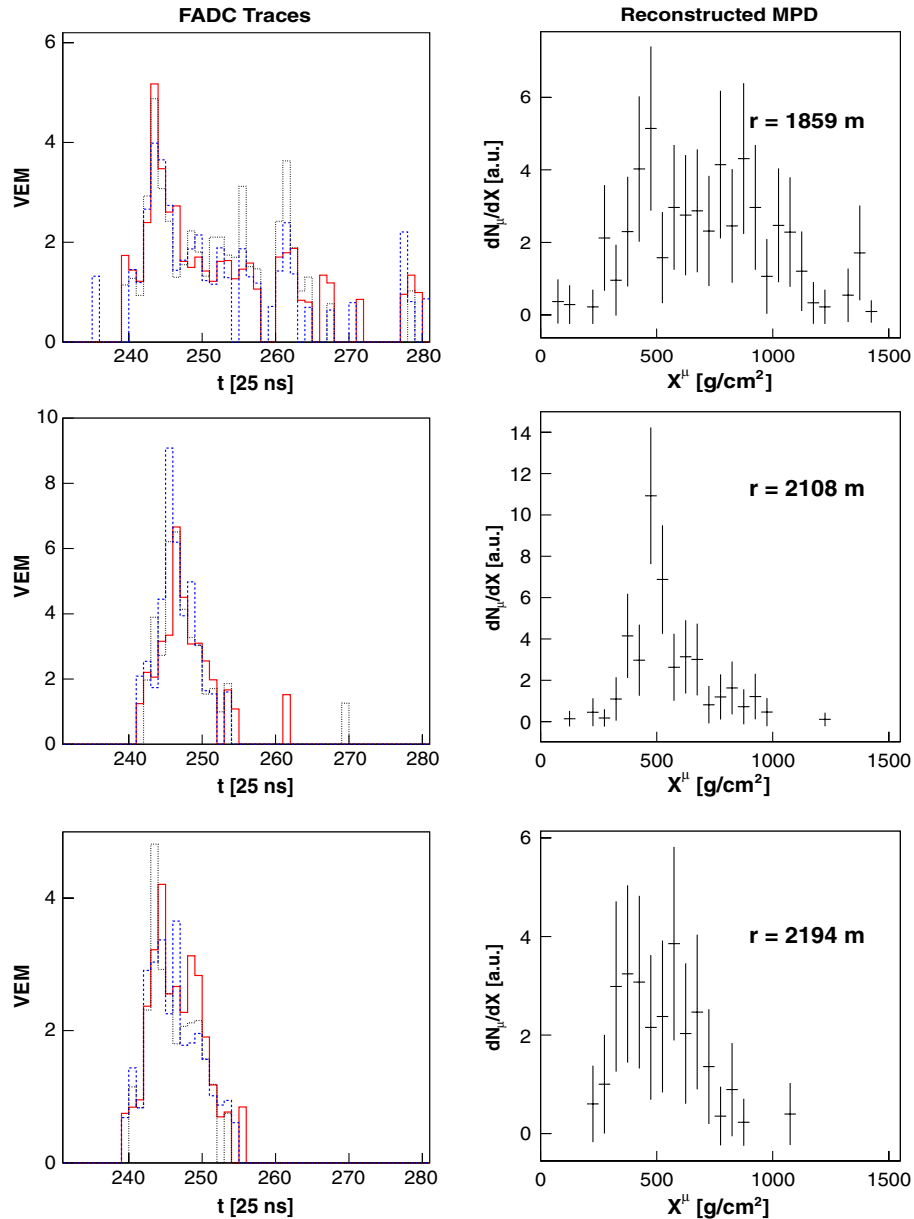 FADC Traces
Reconstructed MPD
6
4
2
0
VEM
240 250 260 270 280
t [25 ns]
6
4
2
0
dNμ/dX [a.u.]
r = 1859 m
0 500 1000 1500
X^μ [g/cm²]
10
8
6
4
2
0
VEM
240 250 260 270 280
t [25 ns]
14
12
10
8
6
4
2
0
dNμ/dX [a.u.]
r = 2108 m
0 500 1000 1500
X^μ [g/cm²]
4
2
0
VEM
240 250 260 270 280
t [25 ns]
6
4
2
0
dNμ/dX [a.u.]
r = 2194 m
0 500 1000 1500
X^μ [g/cm²]